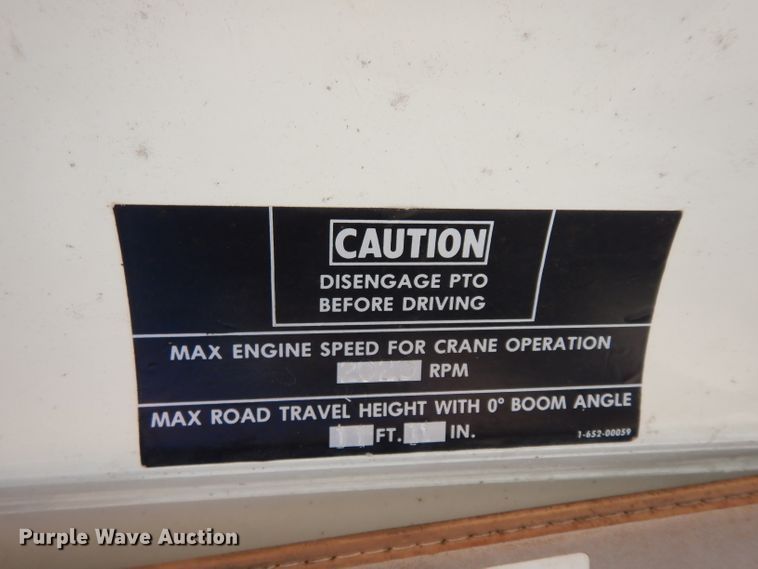 CAUTION
DISENGAGE PTO
BEFORE DRIVING
MAX ENGINE SPEED FOR CRANE OPERATION
RPM
MAX ROAD TRAVEL HEIGHT WITH 0° BOOM ANGLE
FT. IN.
1-652-00059
Purple Wave Auction